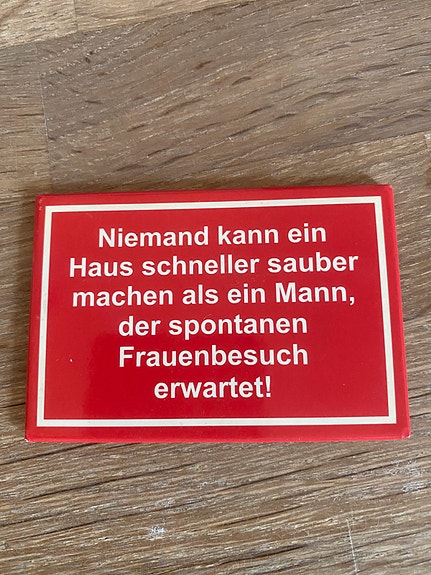 Niemand kann ein
Haus schneller sauber
machen als ein Mann,
der spontanen
Frauenbesuch
erwartet!